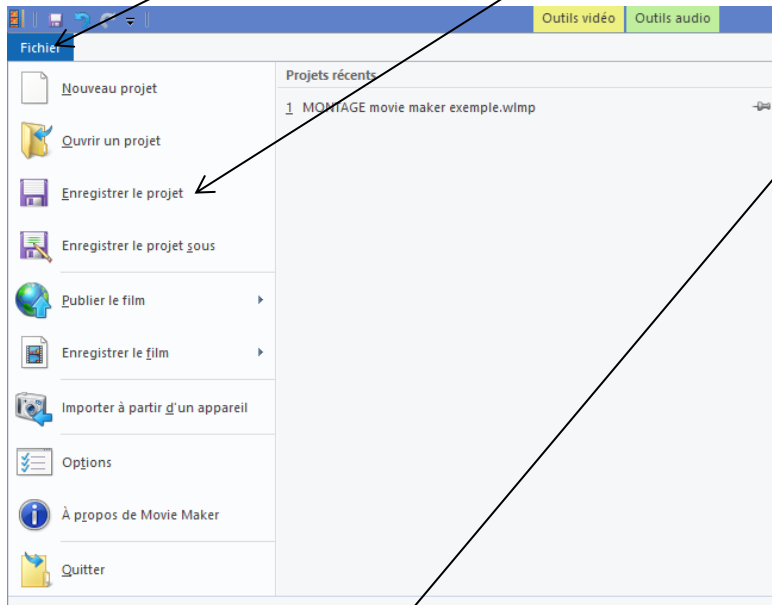 Outils vidéo Outils audio
Fichier
Nouveau projet
Ouvrir un projet
Enregistrer le projet
Enregistrer le projet sous
Publier le film
Enregistrer le film
Importer à partir d'un appareil
Options
À propos de Movie Maker
Quitter
Projets récents
1 MONTAGE movie maker exemple.wlmp